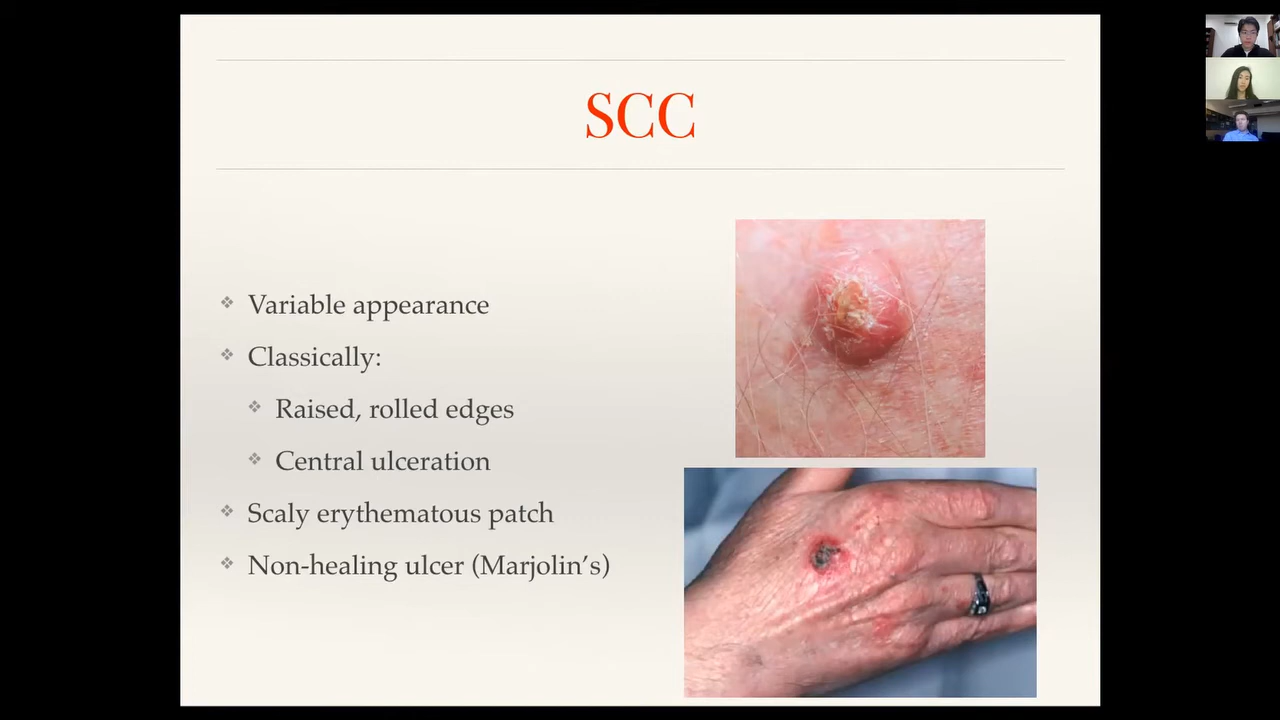 SCC
Variable appearance
Classically:
Raised, rolled edges
Central ulceration
Scaly erythematous patch
Non-healing ulcer (Marjolin’s)